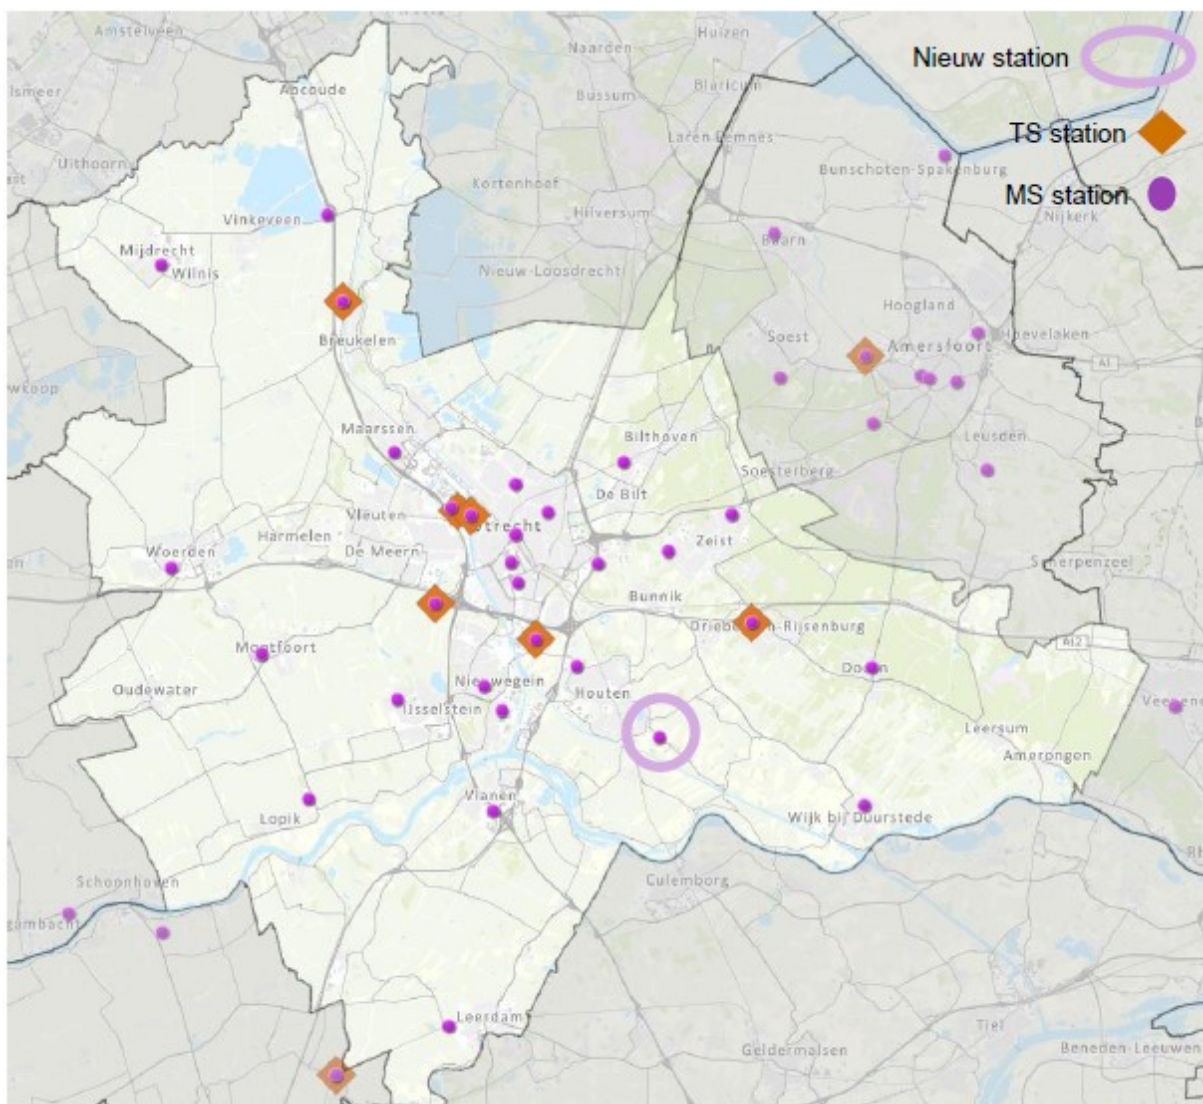 Nieuw station
TS station
MS station
Amstelveen
Naarden
Huizen
Abcoude
Bussum
Blaricum
Uithoorn
Laren
Eemnes
Bunschoten-Spakenburg
Kortenhoef
Hilversum
Nijkerk
Vinkeveen
Baarn
Mijdrecht
Wilnis
Nieuw-Loosdrecht
Hoogland
Breukelen
Soest
Amersfoort
Hoevelaken
A1
Maarssen
Bilthoven
Leusden
Soesterberg
De Bilt
Vleuten
Harmelen
Zeist
Woerden
De Meern
Scherpenzeel
Bunnik
A12
Montfoort
Doorn
Oudewater
Nieuwegein
Houten
IJsselstein
Leersum
Amerongen
Vianen
Lopik
Wijk bij Duurstede
Schoonhoven
Culemborg
Leerdam
Tiel
Geldermalsen
Beneden-Leeuwen